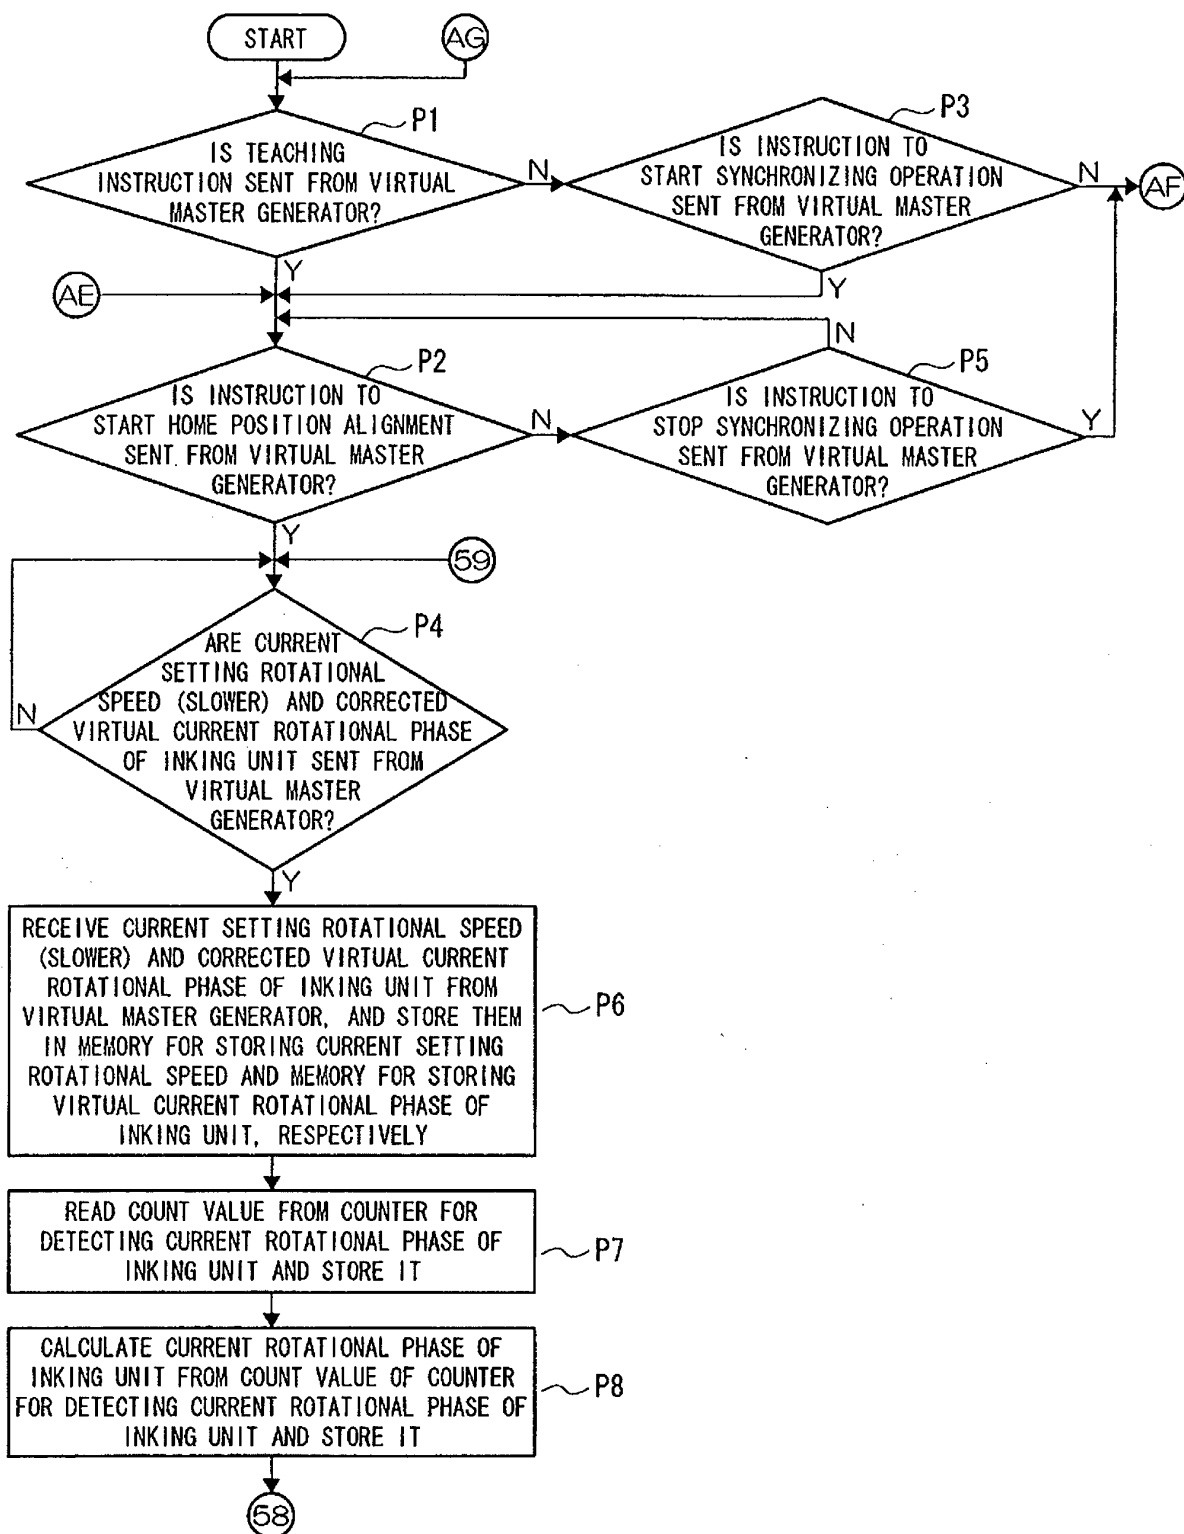 START
AG
P1
IS TEACHING
INSTRUCTION SENT FROM VIRTUAL
MASTER GENERATOR?
N
Y
P3
IS INSTRUCTION TO
START SYNCHRONIZING OPERATION
SENT FROM VIRTUAL MASTER
GENERATOR?
N
AF
Y
AE
P2
IS INSTRUCTION TO
START HOME POSITION ALIGNMENT
SENT. FROM VIRTUAL MASTER
GENERATOR?
N
Y
N
P5
IS INSTRUCTION TO
STOP SYNCHRONIZING OPERATION
SENT FROM VIRTUAL MASTER
GENERATOR?
Y
59
P4
ARE CURRENT
SETTING ROTATIONAL
SPEED (SLOWER) AND CORRECTED
VIRTUAL CURRENT ROTATIONAL PHASE
OF INKING UNIT SENT FROM
VIRTUAL MASTER
GENERATOR?
N
Y
RECEIVE CURRENT SETTING ROTATIONAL SPEED
(SLOWER) AND CORRECTED VIRTUAL CURRENT
ROTATIONAL PHASE OF INKING UNIT FROM
VIRTUAL MASTER GENERATOR, AND STORE THEM
IN MEMORY FOR STORING CURRENT SETTING
ROTATIONAL SPEED AND MEMORY FOR STORING
VIRTUAL CURRENT ROTATIONAL PHASE OF
INKING UNIT, RESPECTIVELY
P6
READ COUNT VALUE FROM COUNTER FOR
DETECTING CURRENT ROTATIONAL PHASE OF
INKING UNIT AND STORE IT
P7
CALCULATE CURRENT ROTATIONAL PHASE OF
INKING UNIT FROM COUNT VALUE OF COUNTER
FOR DETECTING CURRENT ROTATIONAL PHASE OF
INKING UNIT AND STORE IT
P8
58